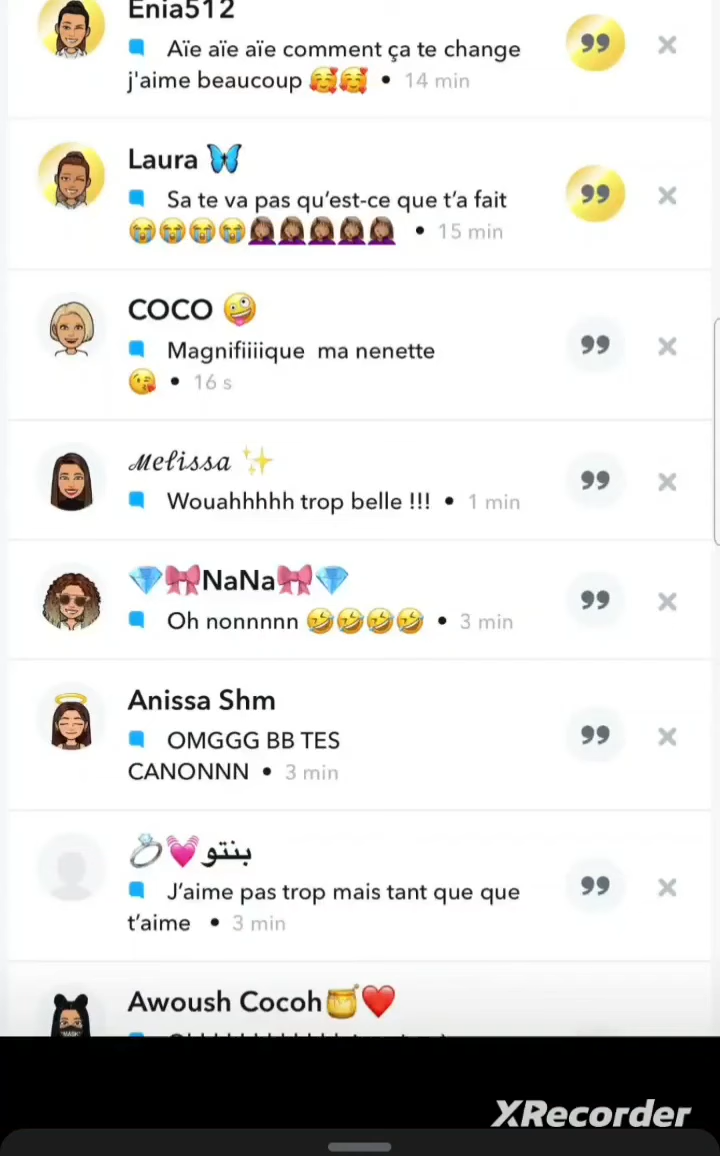 Enia512
Aïe aïe aïe comment ça te change
j'aime beaucoup 🥰🥰 • 14 min
Laura 🦋
Sa te va pas qu’est-ce que t’a fait
😭😭😭😭🤦🏽‍♀️🤦🏽‍♀️🤦🏽‍♀️🤦🏽‍♀️🤦🏽‍♀️ • 15 min
COCO 🤪
Magnifiiiique ma nenette
😘 • 16 s
𝓜𝓮𝓵𝓲𝓼𝓼𝓪 ✨
Wouahhhhh trop belle !!! • 1 min
💎🎀NaNa🎀💎
Oh nonnnnn 🤣🤣🤣🤣 • 3 min
Anissa Shm
OMGGG BB TES
CANONNN • 3 min
💍💓بنتو
J’aime pas trop mais tant que que
t’aime • 3 min
Awoush Cocoh🍯❤️
XRecorder